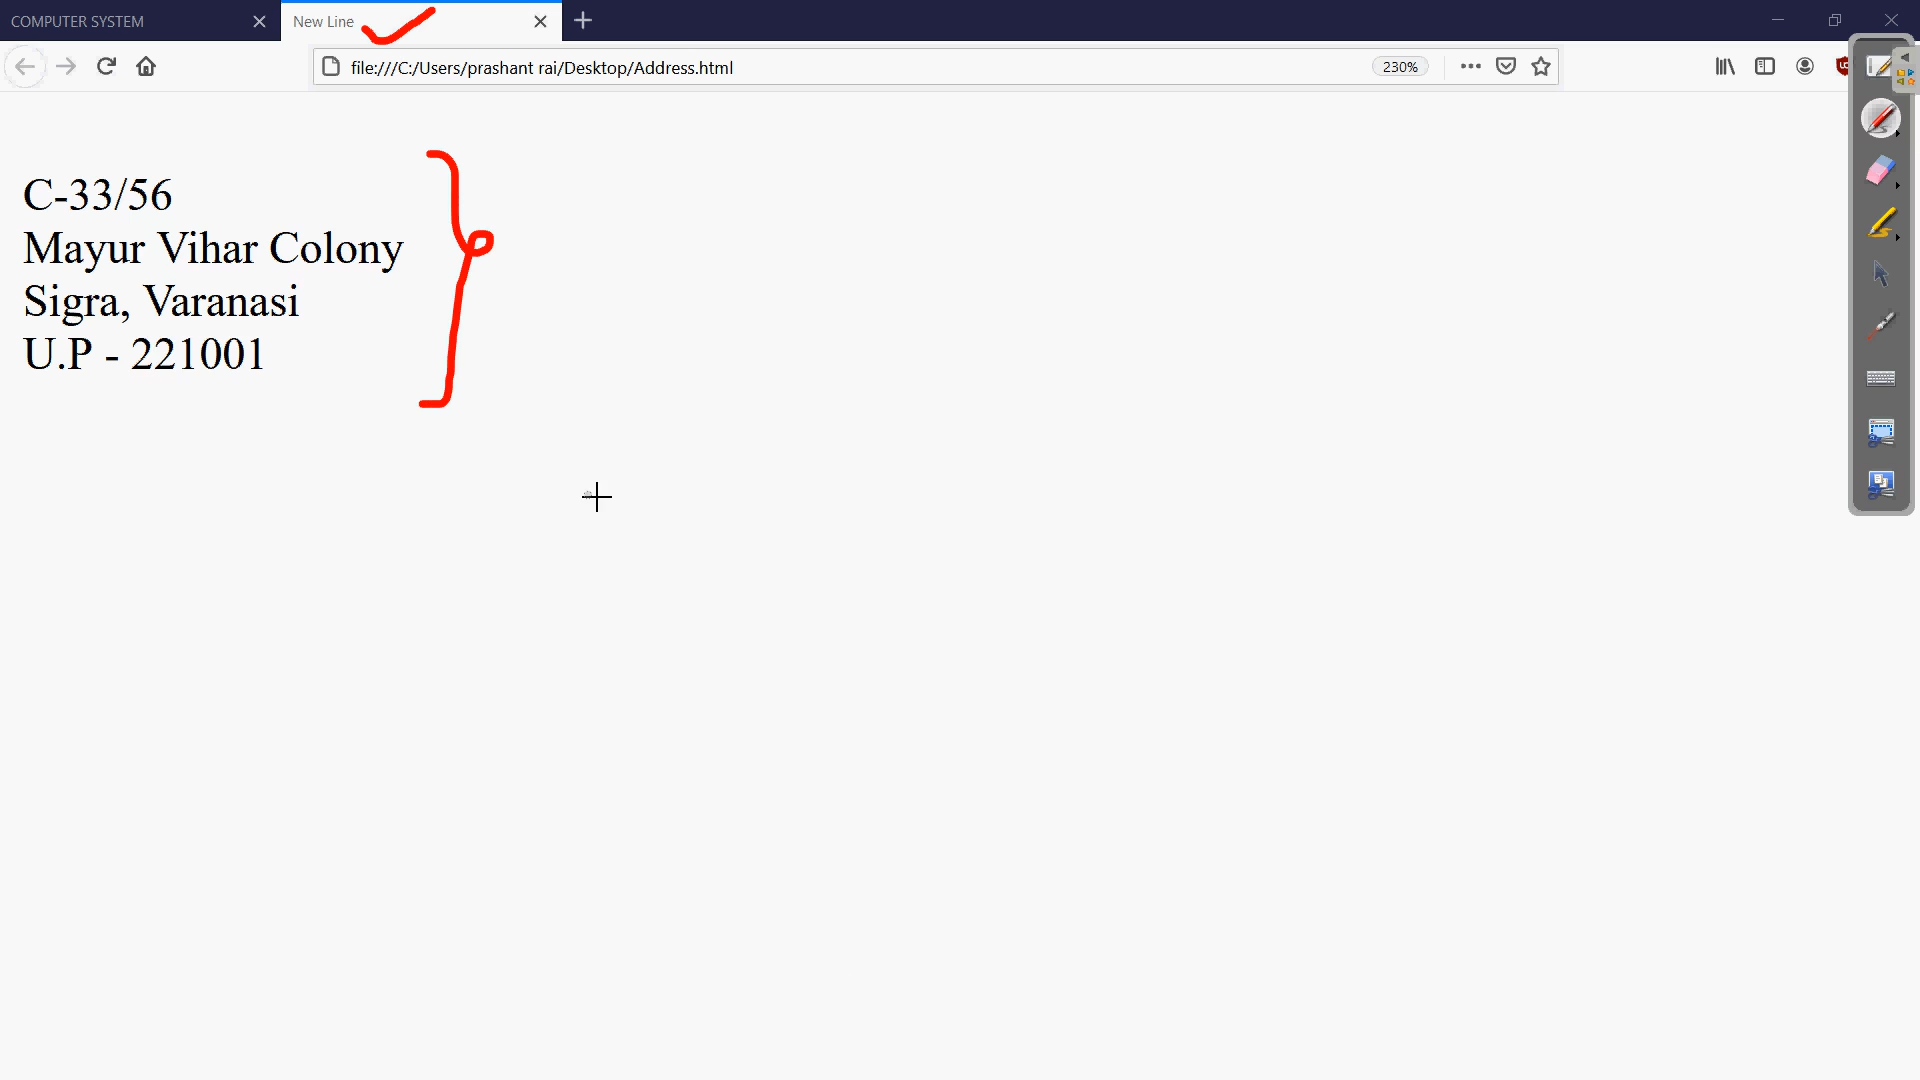 COMPUTER SYSTEM
New Line
file:///C:/Users/prashant rai/Desktop/Address.html
230%
C-33/56
Mayur Vihar Colony
Sigra, Varanasi
U.P - 221001